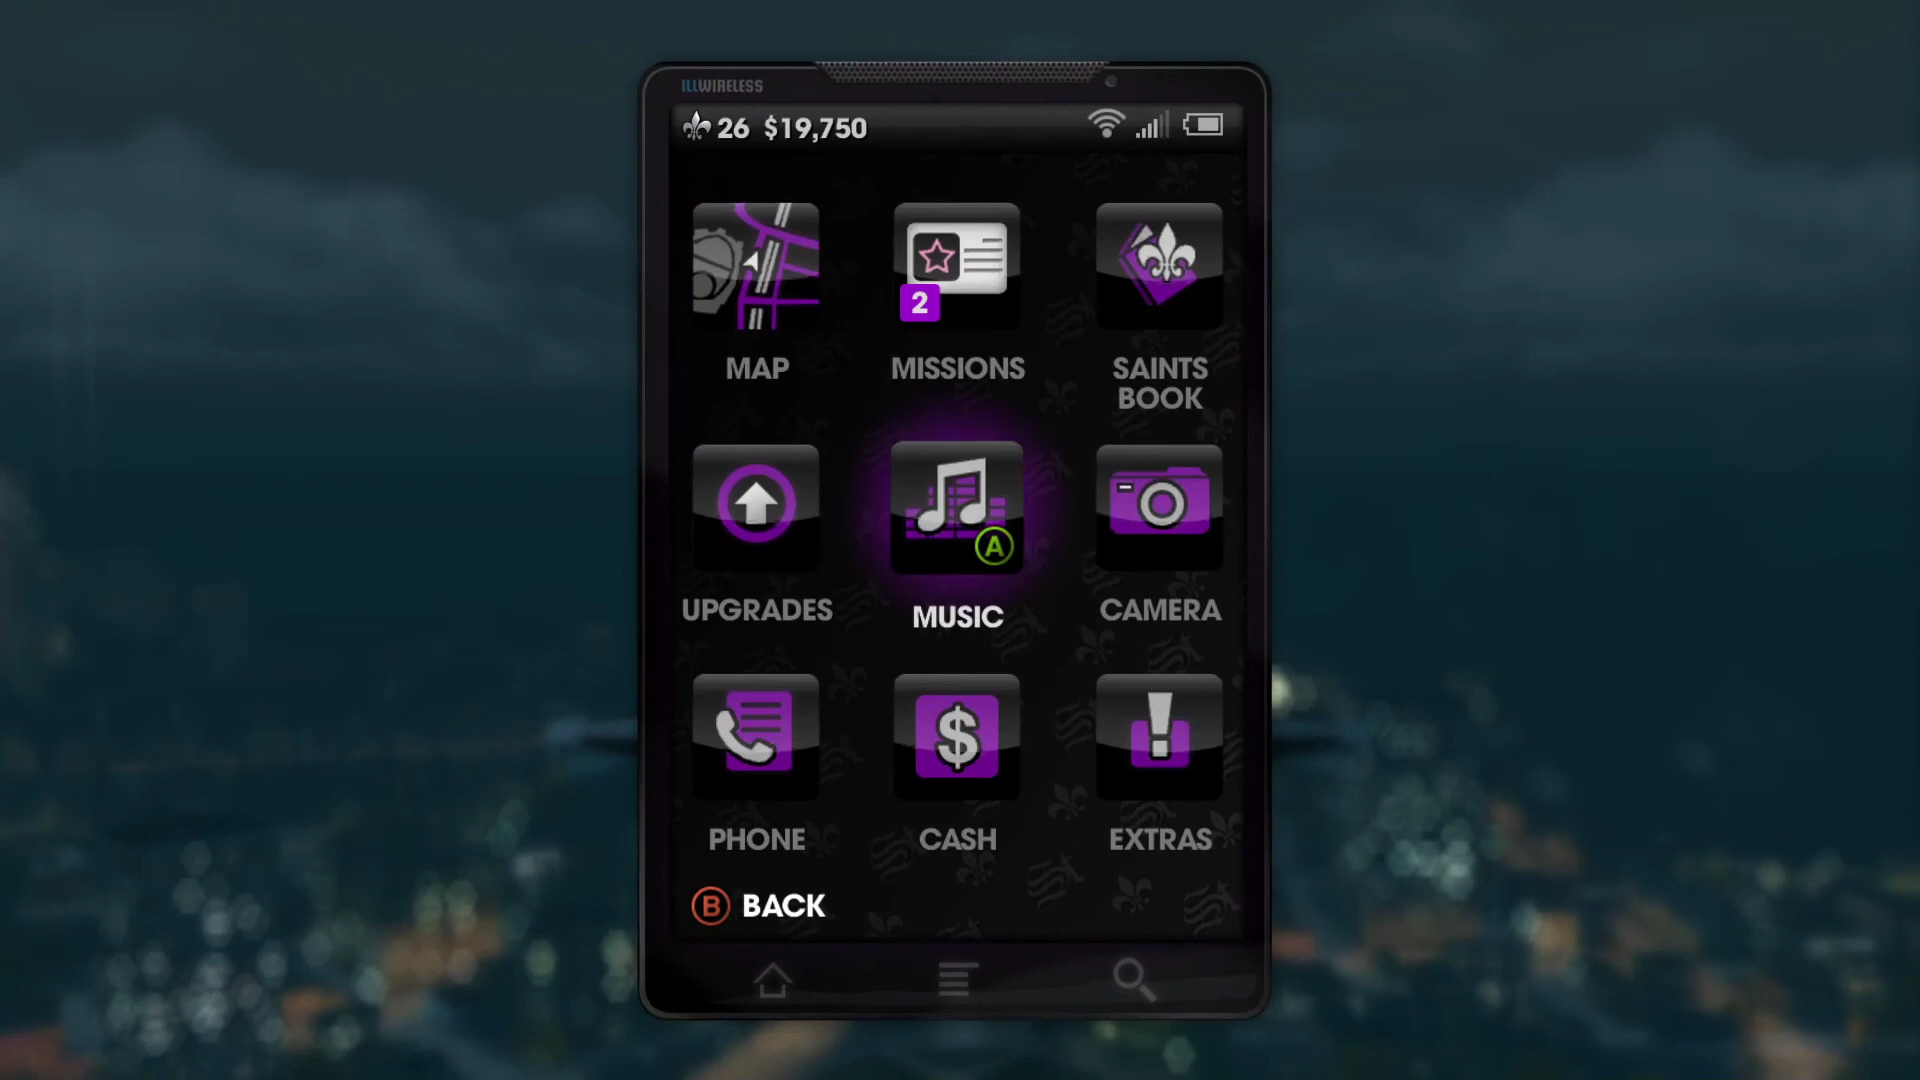 ILLWIRELESS
26 $19,750
2
MAP MISSIONS SAINTS
BOOK
A
UPGRADES MUSIC CAMERA
$
PHONE CASH EXTRAS
B BACK